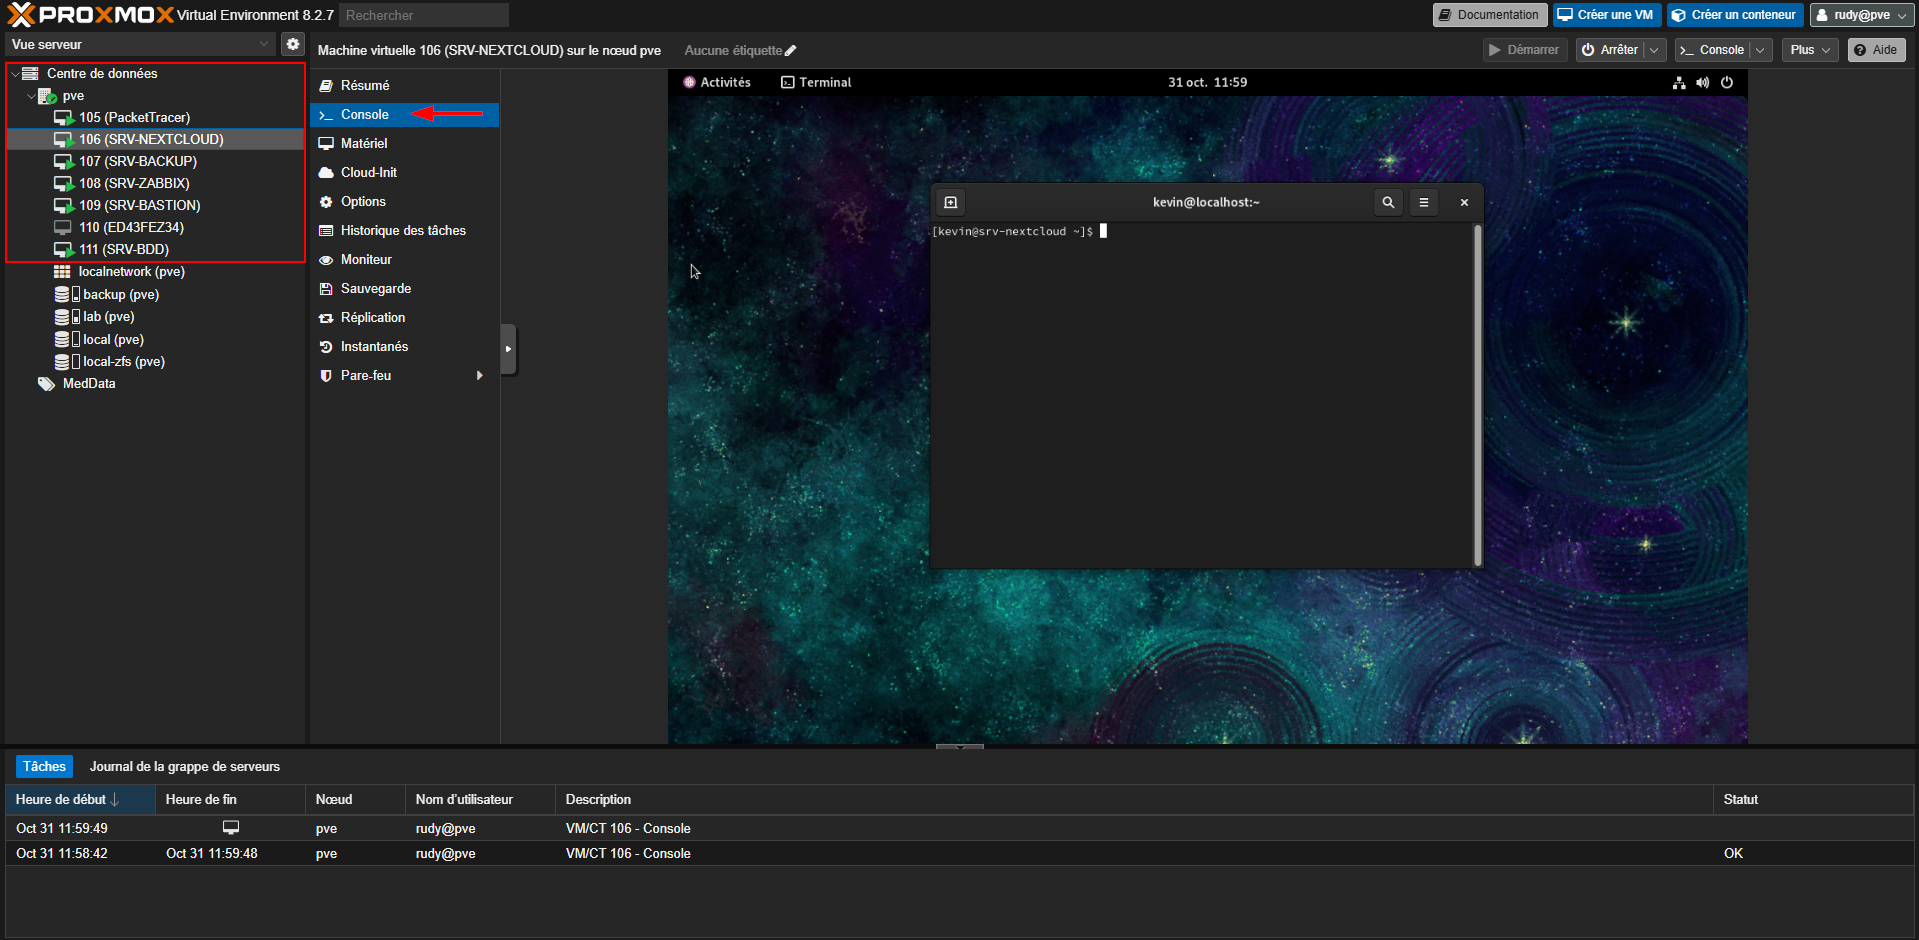 PROXMOX Virtual Environment 8.2.7 Rechercher Documentation Créer une VM Créer un conteneur rudy@pve
Vue serveur
Machine virtuelle 106 (SRV-NEXTCLOUD) sur le nœud pve Aucune étiquette Démarrer Arrêter Console Plus Aide
Centre de données
pve
105 (PacketTracer)
106 (SRV-NEXTCLOUD)
107 (SRV-BACKUP)
108 (SRV-ZABBIX)
109 (SRV-BASTION)
110 (ED43FEZ34)
111 (SRV-BDD)
localnetwork (pve)
backup (pve)
lab (pve)
local (pve)
local-zfs (pve)
MedData
Résumé
Console
Matériel
Cloud-Init
Options
Historique des tâches
Moniteur
Sauvegarde
Réplication
Instantanés
Pare-feu
Activités Terminal 31 oct. 11:59
kevin@localhost:~
[kevin@srv-nextcloud ~]$
Tâches Journal de la grappe de serveurs
Heure de début Heure de fin Nœud Nom d'utilisateur Description Statut
Oct 31 11:59:49 pve rudy@pve VM/CT 106 - Console
Oct 31 11:58:42 Oct 31 11:59:48 pve rudy@pve VM/CT 106 - Console OK